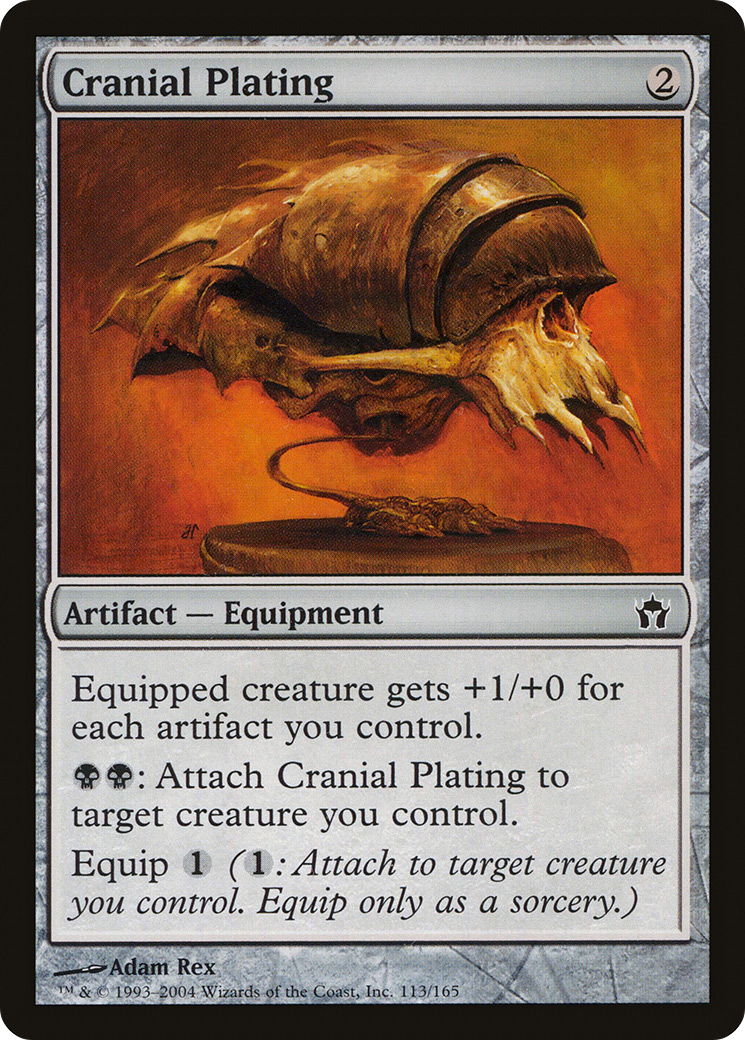 Cranial Plating 2
Artifact — Equipment
Equipped creature gets +1/+0 for
each artifact you control.
: Attach Cranial Plating to
target creature you control.
Equip 1 (1: Attach to target creature
you control. Equip only as a sorcery.)
Adam Rex
™ & © 1993–2004 Wizards of the Coast, Inc. 113/165